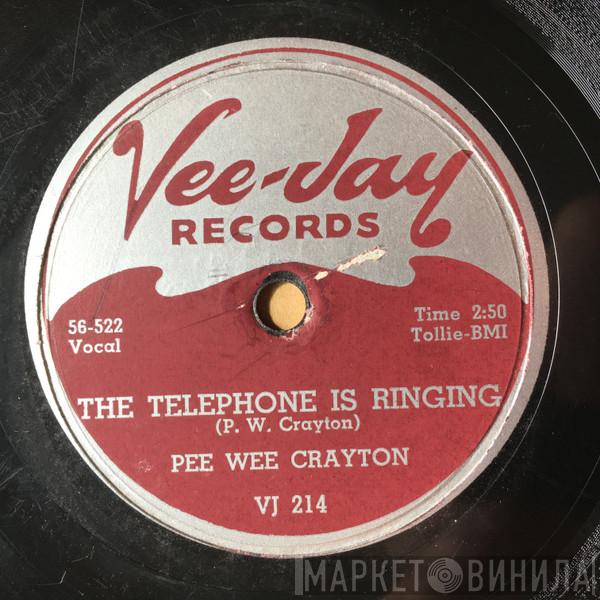 Vee-Jay
RECORDS
56-522
Vocal
Time 2:50
Tollie-BMI
THE TELEPHONE IS RINGING
(P. W. Crayton)
PEE WEE CRAYTON
VJ 214
МАРКЕТ ВИНИЛА